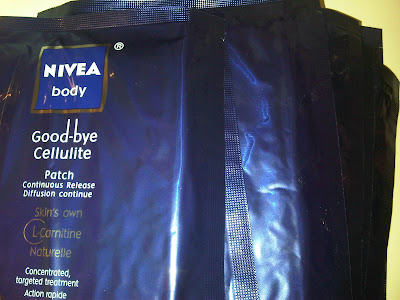 NIVEA ®
body
Good-bye
Cellulite
Patch
Continuous Release
Diffusion continue
Skin's own
L-Carnitine
Naturelle
Concentrated,
targeted treatment
Action rapide